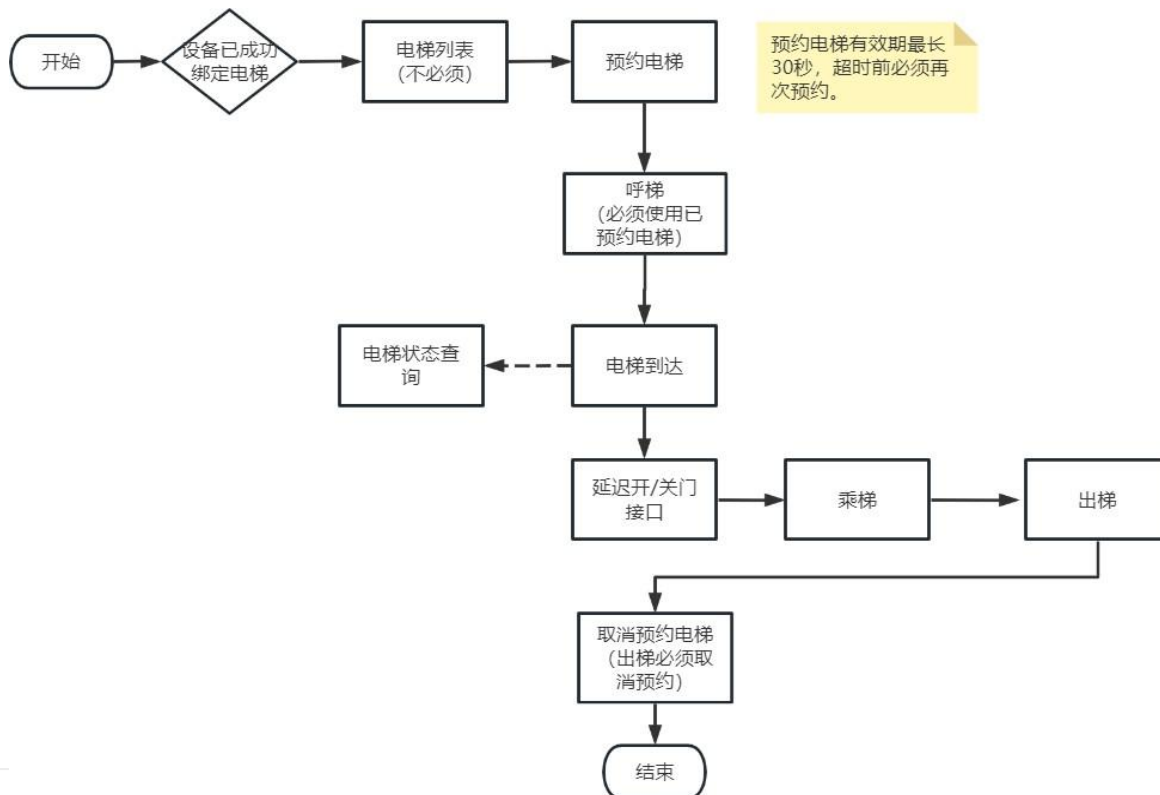 开始
设备已成功
绑定电梯
电梯列表
（不必须）
预约电梯
预约电梯有效期最长
30秒，超时前必须再
次预约。
呼梯
（必须使用已
预约电梯）
电梯状态查
询
电梯到达
延迟开/关门
接口
乘梯
出梯
取消预约电梯
（出梯必须取
消预约）
结束